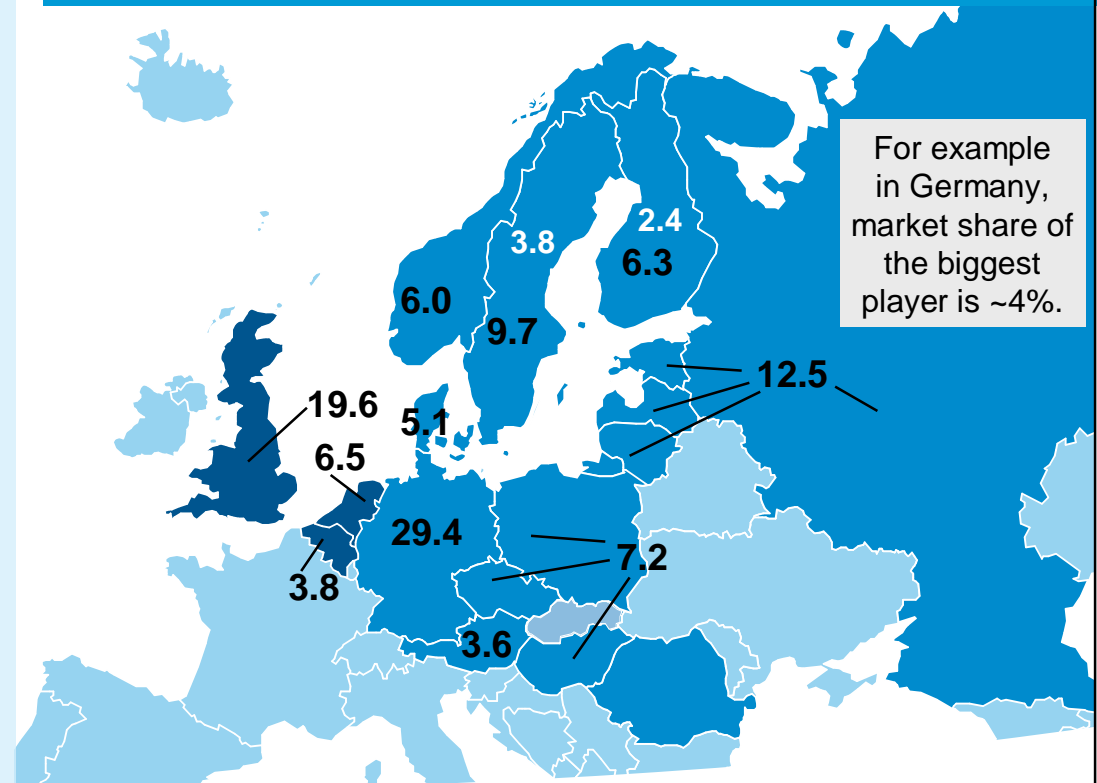 For example
in Germany,
market share of
the biggest
player is ~4%.
2.4
3.8
6.3
6.0
9.7
12.5
19.6
5.1
6.5
29.4
7.2
3.8
3.6